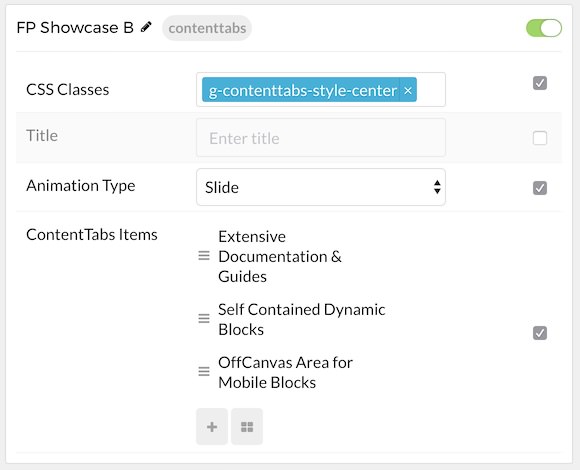 FP Showcase B contenttabs
CSS Classes g-contenttabs-style-center ×
Title Enter title
Animation Type Slide
ContentTabs Items
Extensive
Documentation &
Guides
Self Contained Dynamic
Blocks
OffCanvas Area for
Mobile Blocks